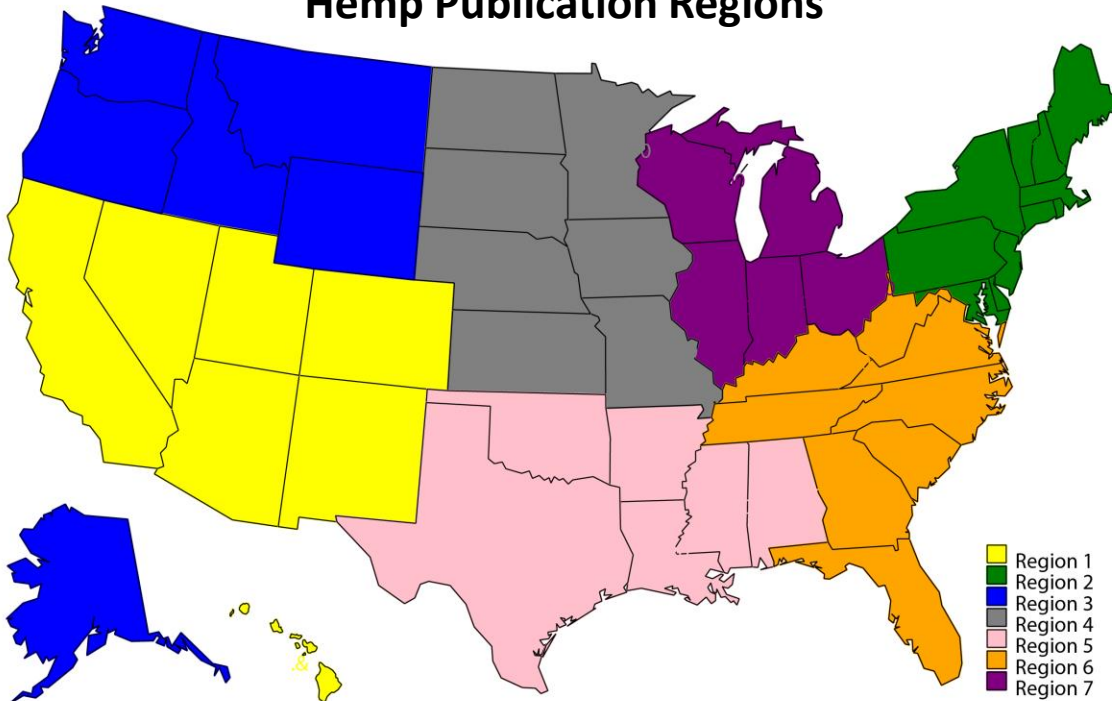 Hemp Publication Regions
&
Region 1
Region 2
Region 3
Region 4
Region 5
Region 6
Region 7